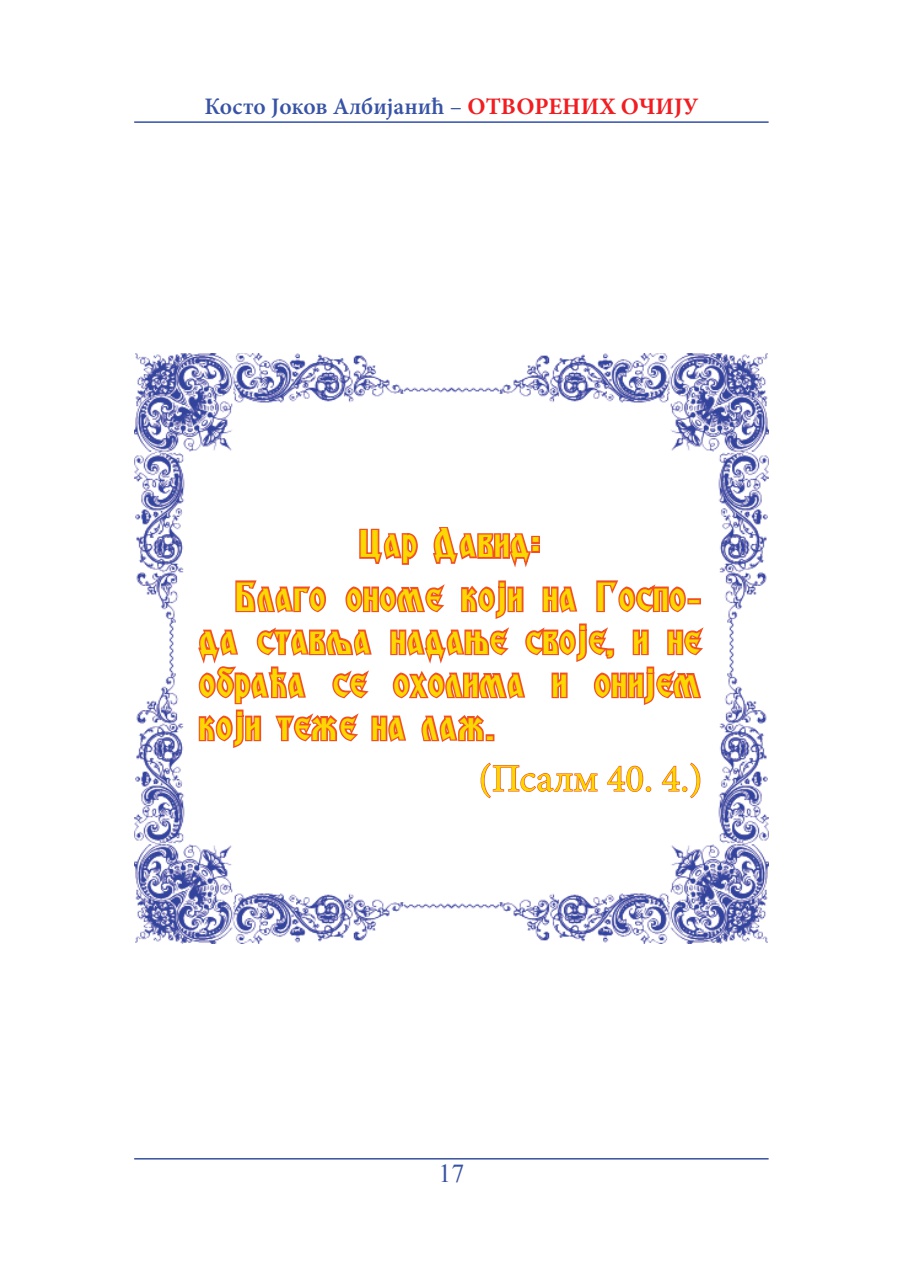 Косто Јоков Албијанић – ОТВОРЕНИХ ОЧИЈУ
Цар Давид:
Благо ономе који на Госпо-
да ставља надање своје, и не
обраћа се охолима и онијем
који теже на лаж.
(Псалм 40. 4.)
17